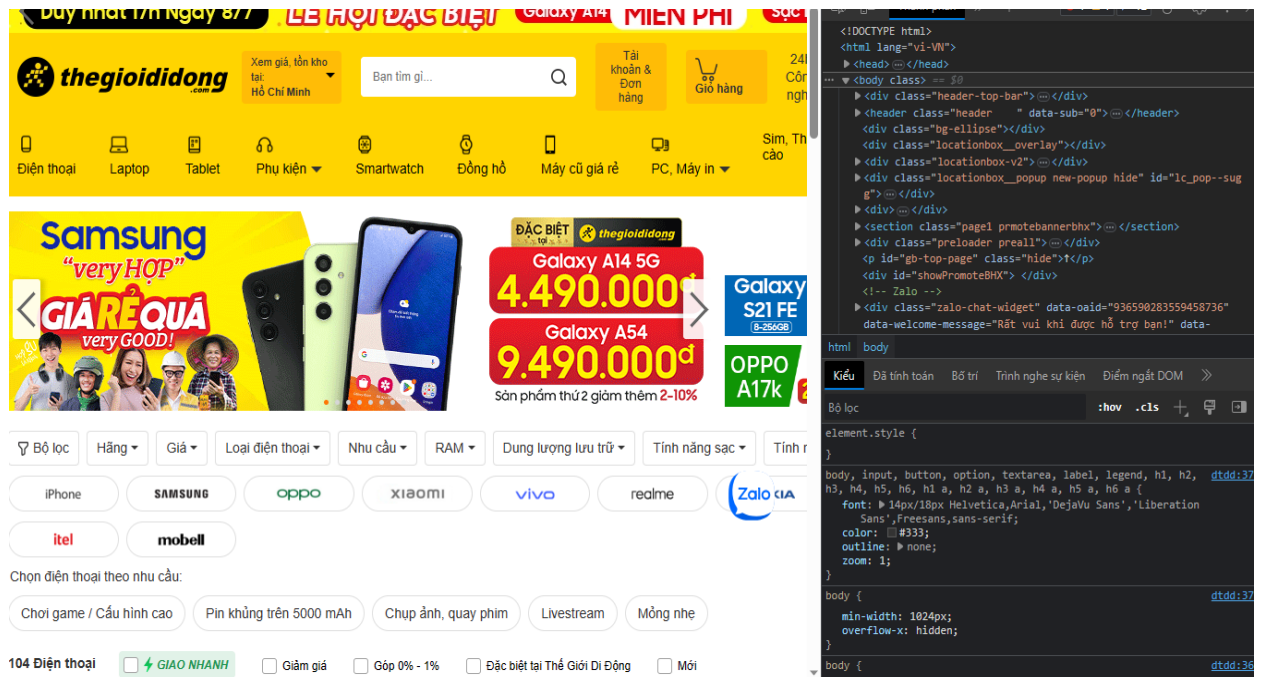 Duy nhất 17h Ngày 8/7
LỄ HỘI ĐẶC BIỆT
Galaxy A14
MIỄN PHÍ
thegioididong
.com
Xem giá, tồn kho
tại:
Hồ Chí Minh
Bạn tìm gì...
Tài
khoản &
Đơn
hàng
Giỏ hàng
24h
Công
nghệ
Điện thoại
Laptop
Tablet
Phụ kiện
Smartwatch
Đồng hồ
Máy cũ giá rẻ
PC, Máy in
Sim, Th
cào
Samsung
“very HỢP”
GIÁ RẺ QUÁ
very GOOD!
ĐẶC BIỆT
tại
thegioididong
Galaxy A14 5G
4.490.000đ
Galaxy A54
9.490.000đ
Sản phẩm thứ 2 giảm thêm 2-10%
Galaxy
S21 FE
8-256GB
OPPO
A17k
Bộ lọc
Hãng
Giá
Loại điện thoại
Nhu cầu
RAM
Dung lượng lưu trữ
Tính năng sạc
Tính r
iPhone
SAMSUNG
oppo
xiaomi
vivo
realme
Zalo
KIA
itel
mobell
Chọn điện thoại theo nhu cầu:
Chơi game / Cấu hình cao
Pin khủng trên 5000 mAh
Chụp ảnh, quay phim
Livestream
Mỏng nhẹ
104 Điện thoại
GIAO NHANH
Giảm giá
Góp 0% - 1%
Đặc biệt tại Thế Giới Di Động
Mới
<!DOCTYPE html>
<html lang="vi-VN">
<head>…</head>
<body class> == $0
<div class="header-top-bar">…</div>
<header class="header    " data-sub="0">…</header>
<div class="bg-ellipse"></div>
<div class="locationbox__overlay"></div>
<div class="locationbox-v2">…</div>
<div class="locationbox__popup new-popup hide" id="lc_pop--sug
g">…</div>
<div>…</div>
<section class="page1 prmotebannerbhx">…</section>
<div class="preloader preall">…</div>
<p id="gb-top-page" class="hide">↑</p>
<div id="showPromoteBHX"> </div>
<!-- Zalo -->
<div class="zalo-chat-widget" data-oaid="936590283559458736"
data-welcome-message="Rất vui khi được hỗ trợ bạn!" data-
html body
Kiểu
Đã tính toán
Bố trí
Trình nghe sự kiện
Điểm ngắt DOM
Bộ lọc
:hov .cls
element.style {
}
body, input, button, option, textarea, label, legend, h1, h2, dtdd:37
h3, h4, h5, h6, h1 a, h2 a, h3 a, h4 a, h5 a, h6 a {
font: 14px/18px Helvetica,Arial,'DejaVu Sans','Liberation
Sans',Freesans,sans-serif;
color: #333;
outline: none;
zoom: 1;
}
body { dtdd:37
min-width: 1024px;
overflow-x: hidden;
}
body { dtdd:36